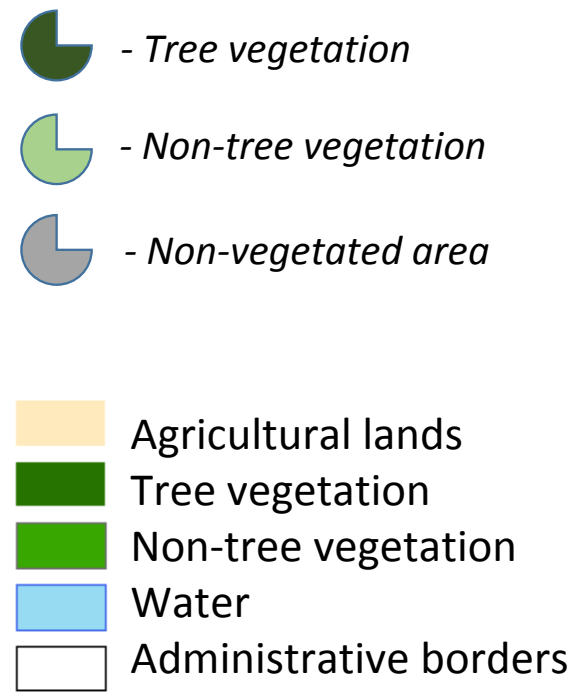 - Tree vegetation
- Non-tree vegetation
- Non-vegetated area
Agricultural lands
Tree vegetation
Non-tree vegetation
Water
Administrative borders